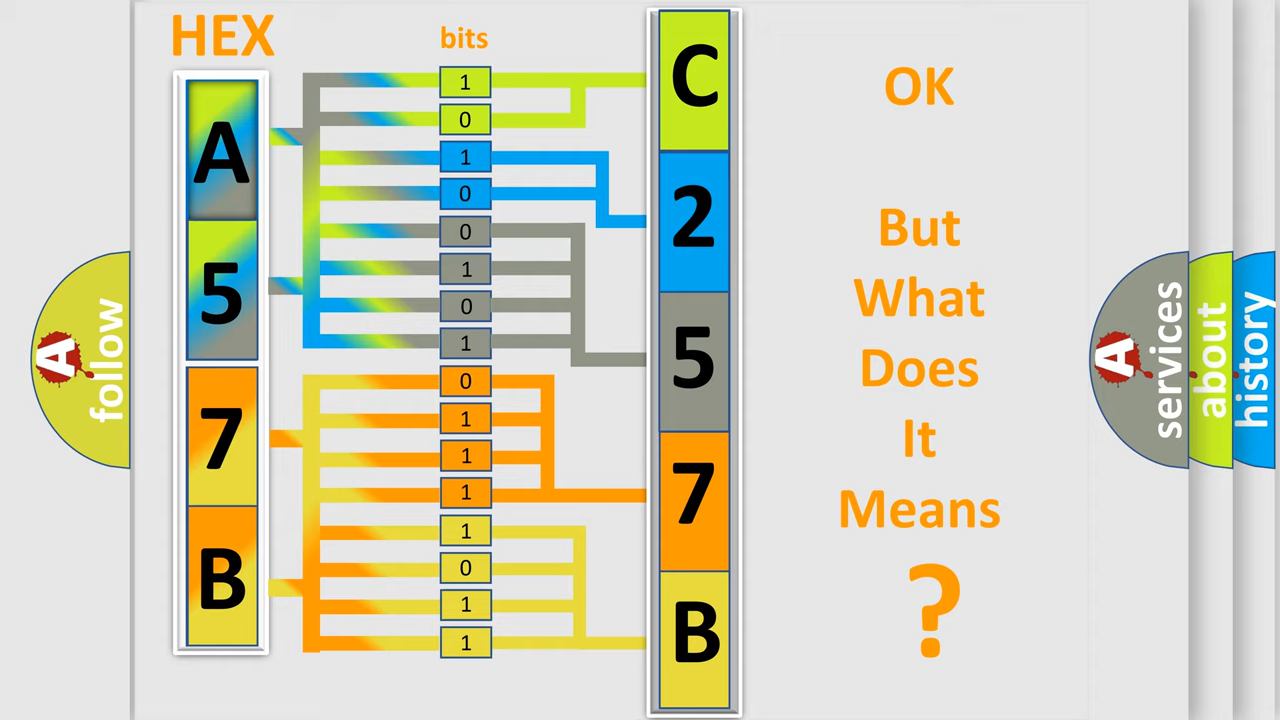 HEX
bits
A
5
7
B
1
0
1
0
0
1
0
1
0
1
1
1
1
0
1
1
C
2
5
7
B
OK
But
What
Does
It
Means
?
A
follow
A
services
about
history